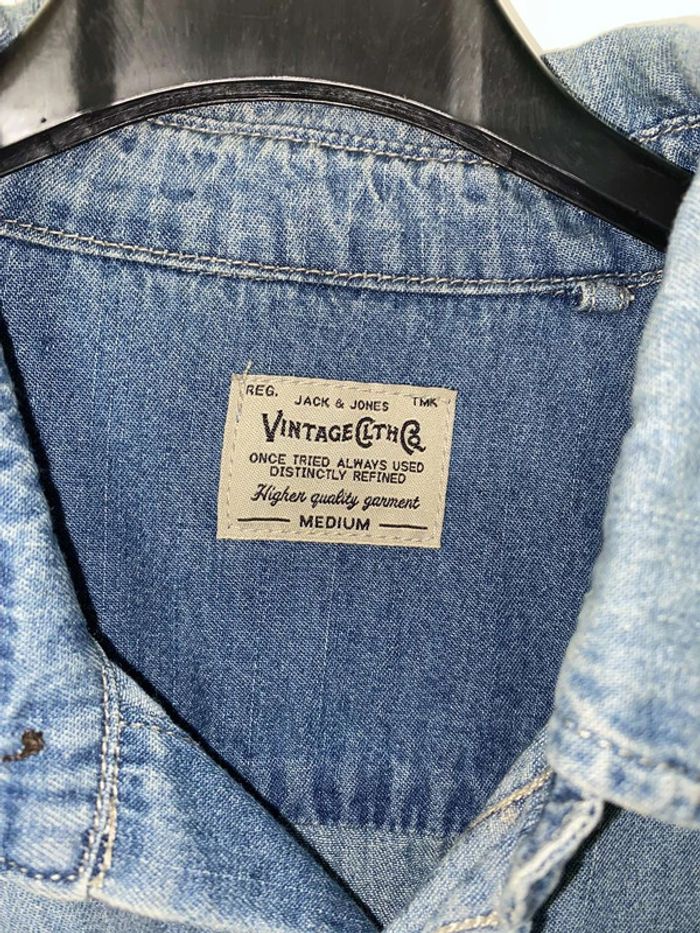 REG. JACK & JONES TMK
VINTAGE CLTH CO
ONCE TRIED ALWAYS USED
DISTINCTLY REFINED
Higher quality garment
MEDIUM